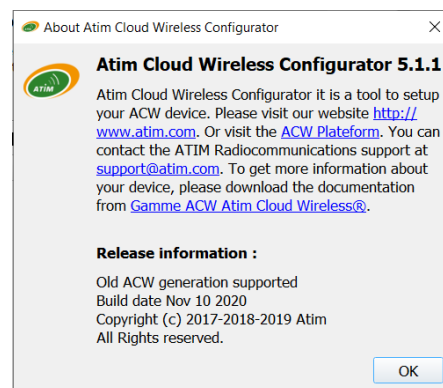 About Atim Cloud Wireless Configurator
ATIM
Atim Cloud Wireless Configurator 5.1.1
Atim Cloud Wireless Configurator it is a tool to setup
your ACW device. Please visit our website http://
www.atim.com. Or visit the ACW Plateform. You can
contact the ATIM Radiocommunications support at
support@atim.com. To get more information about
your device, please download the documentation
from Gamme ACW Atim Cloud Wireless®.
Release information :
Old ACW generation supported
Build date Nov 10 2020
Copyright (c) 2017-2018-2019 Atim
All Rights reserved.
OK